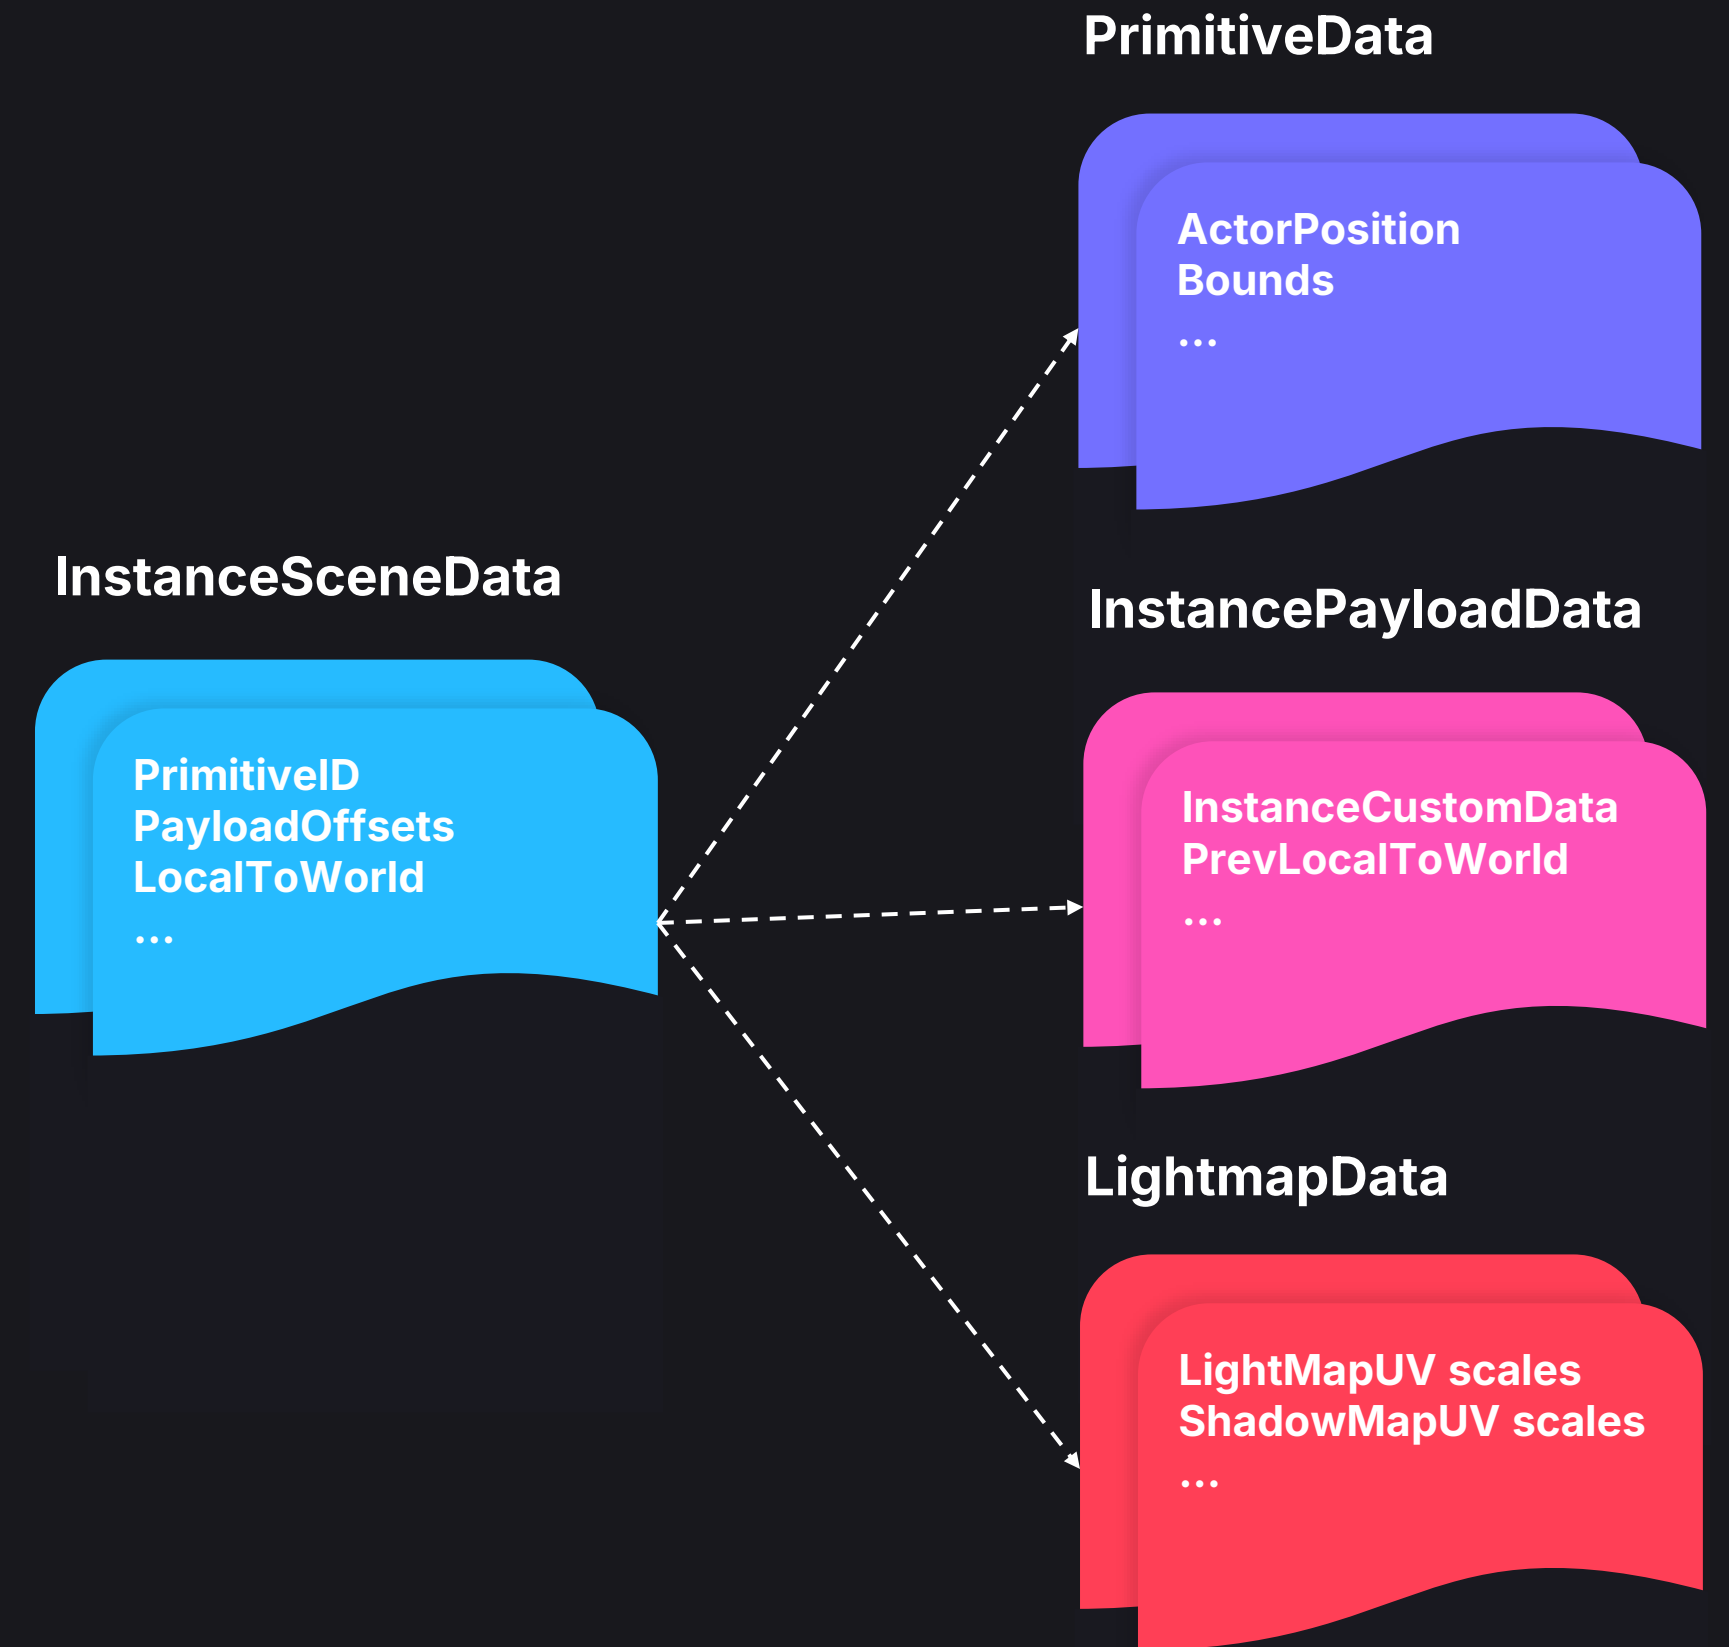 PrimitiveData
ActorPosition
Bounds
...
InstanceSceneData
PrimitiveID
PayloadOffsets
LocalToWorld
...
InstancePayloadData
InstanceCustomData
PrevLocalToWorld
...
LightmapData
LightMapUV scales
ShadowMapUV scales
...